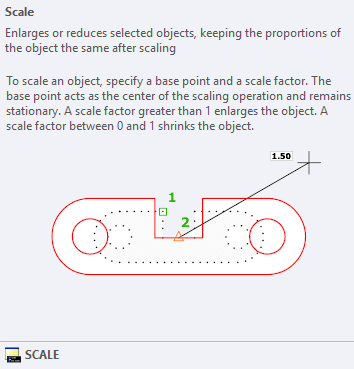 Scale
Enlarges or reduces selected objects, keeping the proportions of
the object the same after scaling
To scale an object, specify a base point and a scale factor. The
base point acts as the center of the scaling operation and remains
stationary. A scale factor greater than 1 enlarges the object. A
scale factor between 0 and 1 shrinks the object.
1.50
1
2
SCALE